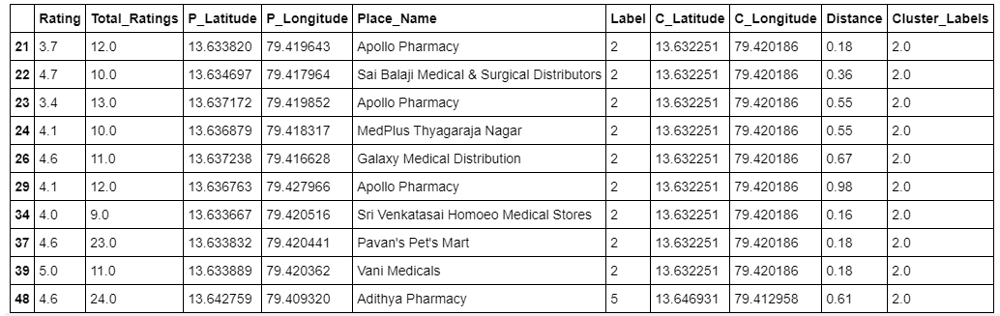 Rating Total_Ratings P_Latitude P_Longitude Place_Name Label C_Latitude C_Longitude Distance Cluster_Labels
21 3.7 12.0 13.633820 79.419643 Apollo Pharmacy 2 13.632251 79.420186 0.18 2.0
22 4.7 10.0 13.634697 79.417964 Sai Balaji Medical & Surgical Distributors 2 13.632251 79.420186 0.36 2.0
23 3.4 13.0 13.637172 79.419852 Apollo Pharmacy 2 13.632251 79.420186 0.55 2.0
24 4.1 10.0 13.636879 79.418317 MedPlus Thyagaraja Nagar 2 13.632251 79.420186 0.55 2.0
26 4.6 11.0 13.637238 79.416628 Galaxy Medical Distribution 2 13.632251 79.420186 0.67 2.0
29 4.1 12.0 13.636763 79.427966 Apollo Pharmacy 2 13.632251 79.420186 0.98 2.0
34 4.0 9.0 13.633667 79.420516 Sri Venkatasai Homoeo Medical Stores 2 13.632251 79.420186 0.16 2.0
37 4.6 23.0 13.633832 79.420441 Pavan's Pet's Mart 2 13.632251 79.420186 0.18 2.0
39 5.0 11.0 13.633889 79.420362 Vani Medicals 2 13.632251 79.420186 0.18 2.0
48 4.6 24.0 13.642759 79.409320 Adithya Pharmacy 5 13.646931 79.412958 0.61 2.0